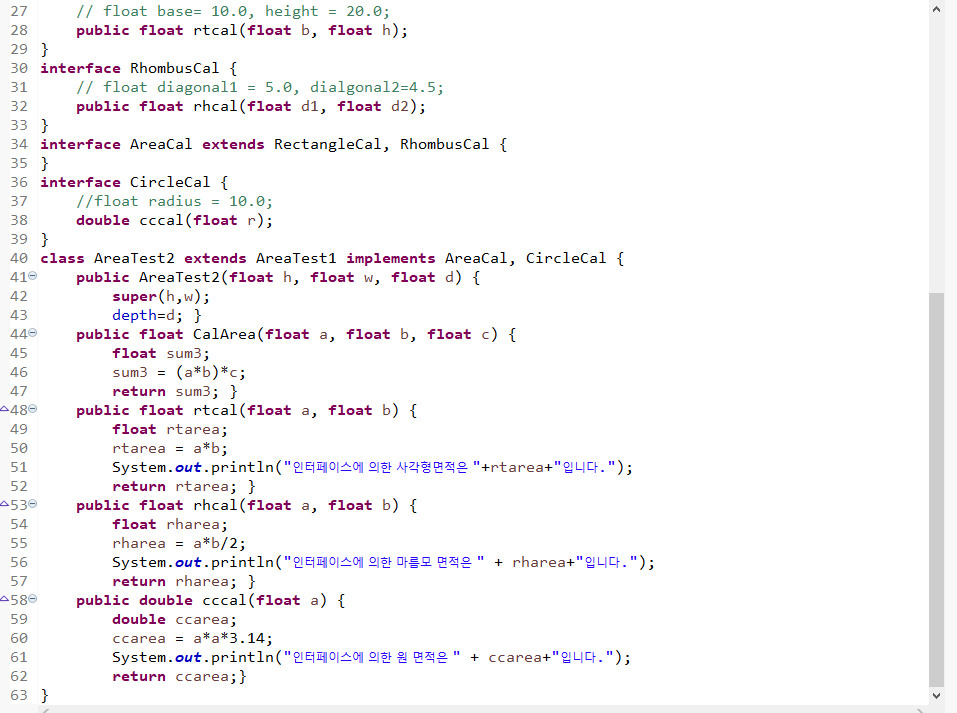 27 // float base= 10.0, height = 20.0;
28 public float rtcal(float b, float h);
29 }
30 interface RhombusCal {
31 // float diagonal1 = 5.0, dialgonal2=4.5;
32 public float rhcal(float d1, float d2);
33 }
34 interface AreaCal extends RectangleCal, RhombusCal {
35 }
36 interface CircleCal {
37 //float radius = 10.0;
38 double cccal(float r);
39 }
40 class AreaTest2 extends AreaTest1 implements AreaCal, CircleCal {
41 public AreaTest2(float h, float w, float d) {
42 super(h,w);
43 depth=d; }
44 public float CalArea(float a, float b, float c) {
45 float sum3;
46 sum3 = (a*b)*c;
47 return sum3; }
48 public float rtcal(float a, float b) {
49 float rtarea;
50 rtarea = a*b;
51 System.out.println("인터페이스에 의한 사각형면적은 "+rtarea+"입니다.");
52 return rtarea; }
53 public float rhcal(float a, float b) {
54 float rharea;
55 rharea = a*b/2;
56 System.out.println("인터페이스에 의한 마름모 면적은 " + rharea+"입니다.");
57 return rharea; }
58 public double cccal(float a) {
59 double ccarea;
60 ccarea = a*a*3.14;
61 System.out.println("인터페이스에 의한 원 면적은 " + ccarea+"입니다.");
62 return ccarea;}
63 }